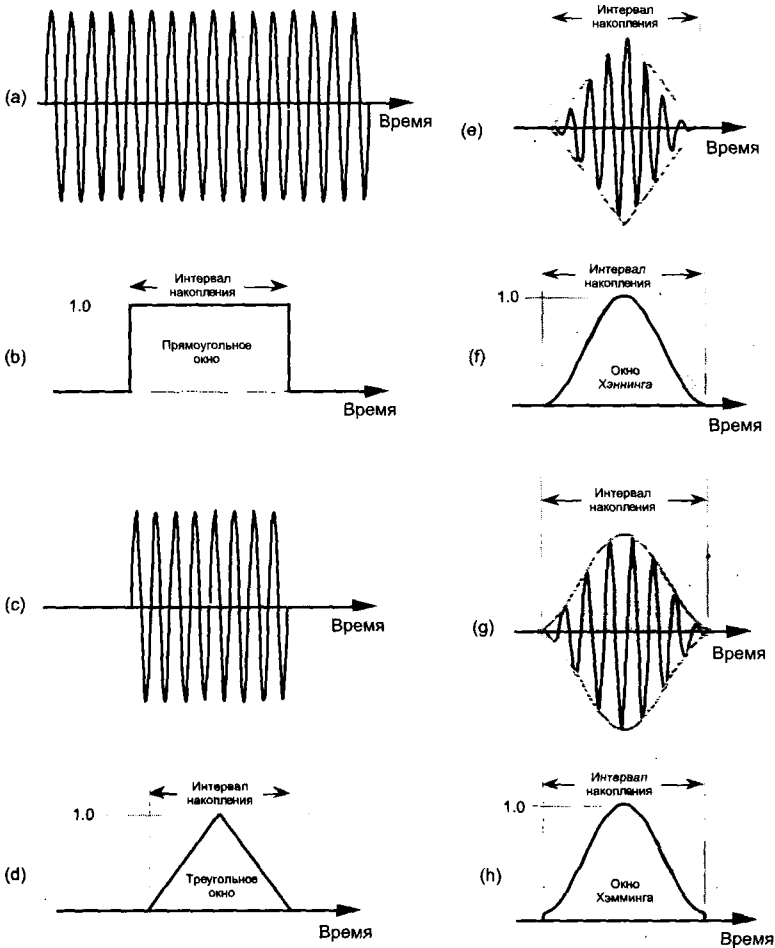 (a)
Время
(b)
Интервал
накопления
1.0
Прямоугольное
окно
Время
(c)
Время
(d)
Интервал
накопления
1.0
Треугольное
окно
Время
(e)
Интервал
накопления
Время
(f)
Интервал
накопления
1.0
Окно
Хэннинга
Время
(g)
Интервал
накопления
Время
(h)
Интервал
накопления
1.0
Окно
Хэмминга
Время